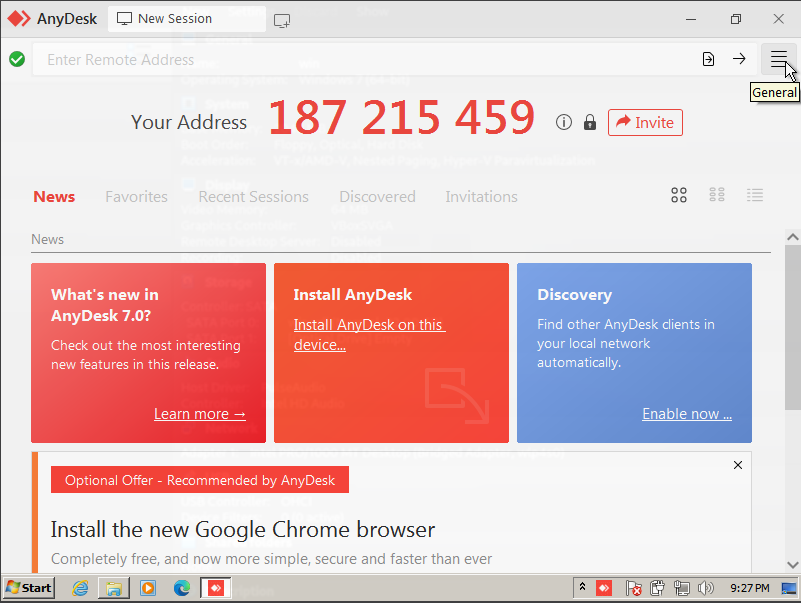 AnyDesk
New Session
Enter Remote Address
General
Your Address 187 215 459
Invite
News Favorites Recent Sessions Discovered Invitations
News
What's new in
AnyDesk 7.0?
Check out the most interesting
new features in this release.
Learn more →
Install AnyDesk
Install AnyDesk on this
device...
Discovery
Find other AnyDesk clients in
your local network
automatically.
Enable now ...
Optional Offer - Recommended by AnyDesk
Install the new Google Chrome browser
Completely free, and now more simple, secure and faster than ever
Start
9:27 PM